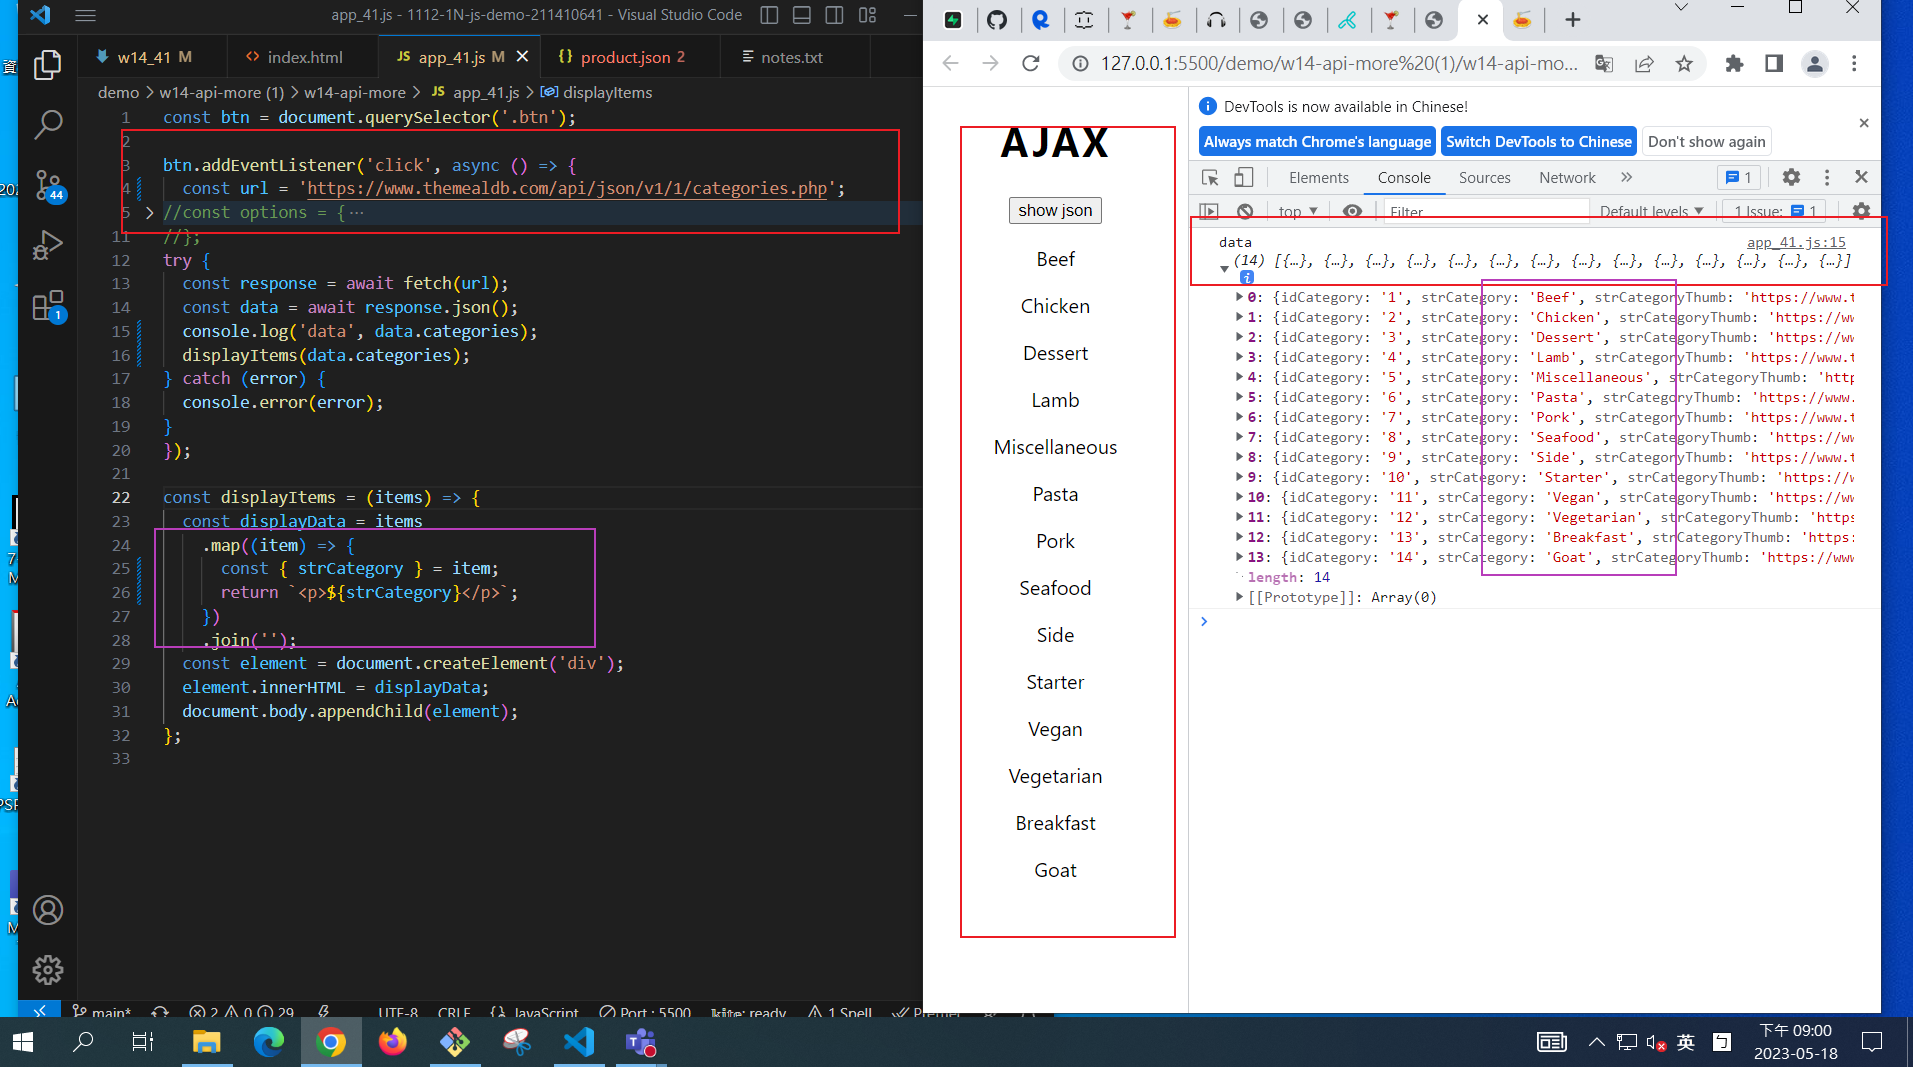 app_41.js - 1112-1N-js-demo-211410641 - Visual Studio Code
w14_41 M
index.html
JS app_41.js M
{} product.json 2
notes.txt
demo > w14-api-more (1) > w14-api-more > JS app_41.js > displayItems
1 const btn = document.querySelector('.btn');
2
3 btn.addEventListener('click', async () => {
4 const url = 'https://www.themealdb.com/api/json/v1/1/categories.php';
5 //const options = {⋯
11 //};
12 try {
13 const response = await fetch(url);
14 const data = await response.json();
15 console.log('data', data.categories);
16 displayItems(data.categories);
17 } catch (error) {
18 console.error(error);
19 }
20 });
21
22 const displayItems = (items) => {
23 const displayData = items
24 .map((item) => {
25 const { strCategory } = item;
26 return `<p>${strCategory}</p>`;
27 })
28 .join('');
29 const element = document.createElement('div');
30 element.innerHTML = displayData;
31 document.body.appendChild(element);
32 };
33
44
1
main*
2 0 29
UTF-8
CRLF
{} JavaScript
Port : 5500
kite: ready
1 Spell
127.0.0.1:5500/demo/w14-api-more%20(1)/w14-api-mo...
AJAX
show json
Beef
Chicken
Dessert
Lamb
Miscellaneous
Pasta
Pork
Seafood
Side
Starter
Vegan
Vegetarian
Breakfast
Goat
DevTools is now available in Chinese!
Always match Chrome's language
Switch DevTools to Chinese
Don't show again
Elements
Console
Sources
Network
1
top
Filter
Default levels
1 Issue: 1
data
app_41.js:15
(14) [{…}, {…}, {…}, {…}, {…}, {…}, {…}, {…}, {…}, {…}, {…}, {…}, {…}, {…}]
0: {idCategory: '1', strCategory: 'Beef', strCategoryThumb: 'https://www.t
1: {idCategory: '2', strCategory: 'Chicken', strCategoryThumb: 'https://ww
2: {idCategory: '3', strCategory: 'Dessert', strCategoryThumb: 'https://ww
3: {idCategory: '4', strCategory: 'Lamb', strCategoryThumb: 'https://www.t
4: {idCategory: '5', strCategory: 'Miscellaneous', strCategoryThumb: 'http
5: {idCategory: '6', strCategory: 'Pasta', strCategoryThumb: 'https://www.
6: {idCategory: '7', strCategory: 'Pork', strCategoryThumb: 'https://www.t
7: {idCategory: '8', strCategory: 'Seafood', strCategoryThumb: 'https://ww
8: {idCategory: '9', strCategory: 'Side', strCategoryThumb: 'https://www.t
9: {idCategory: '10', strCategory: 'Starter', strCategoryThumb: 'https://w
10: {idCategory: '11', strCategory: 'Vegan', strCategoryThumb: 'https://ww
11: {idCategory: '12', strCategory: 'Vegetarian', strCategoryThumb: 'https
12: {idCategory: '13', strCategory: 'Breakfast', strCategoryThumb: 'https:
13: {idCategory: '14', strCategory: 'Goat', strCategoryThumb: 'https://www
length: 14
[[Prototype]]: Array(0)
英
ㄅ
下午 09:00
2023-05-18